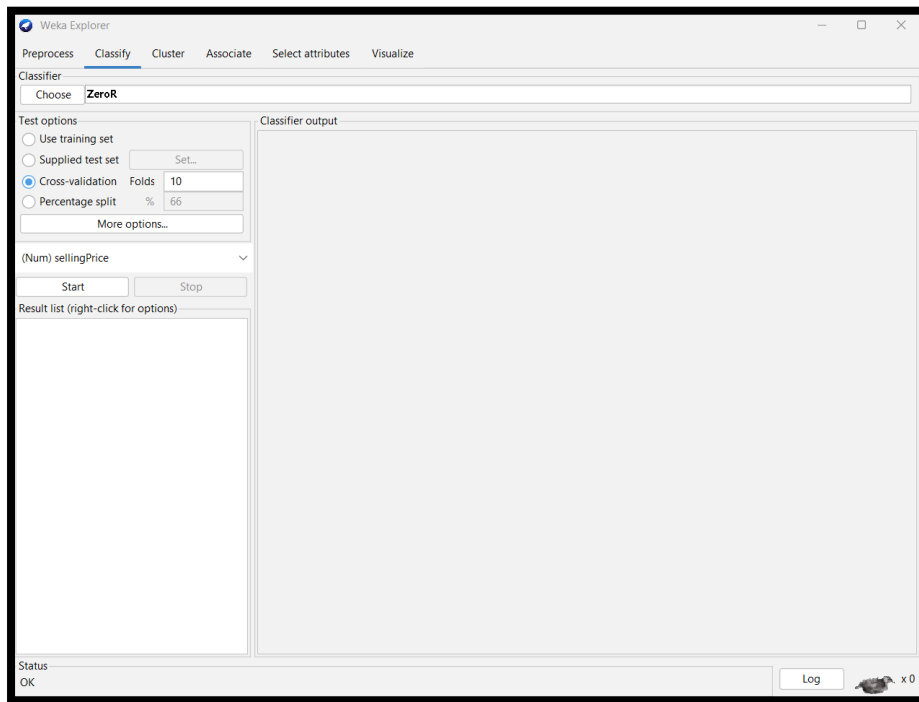 Weka Explorer
Preprocess Classify Cluster Associate Select attributes Visualize
Classifier
Choose ZeroR
Test options
Use training set
Supplied test set Set...
Cross-validation Folds 10
Percentage split % 66
More options...
(Num) sellingPrice
Start Stop
Result list (right-click for options)
Classifier output
Status
OK
Log x 0